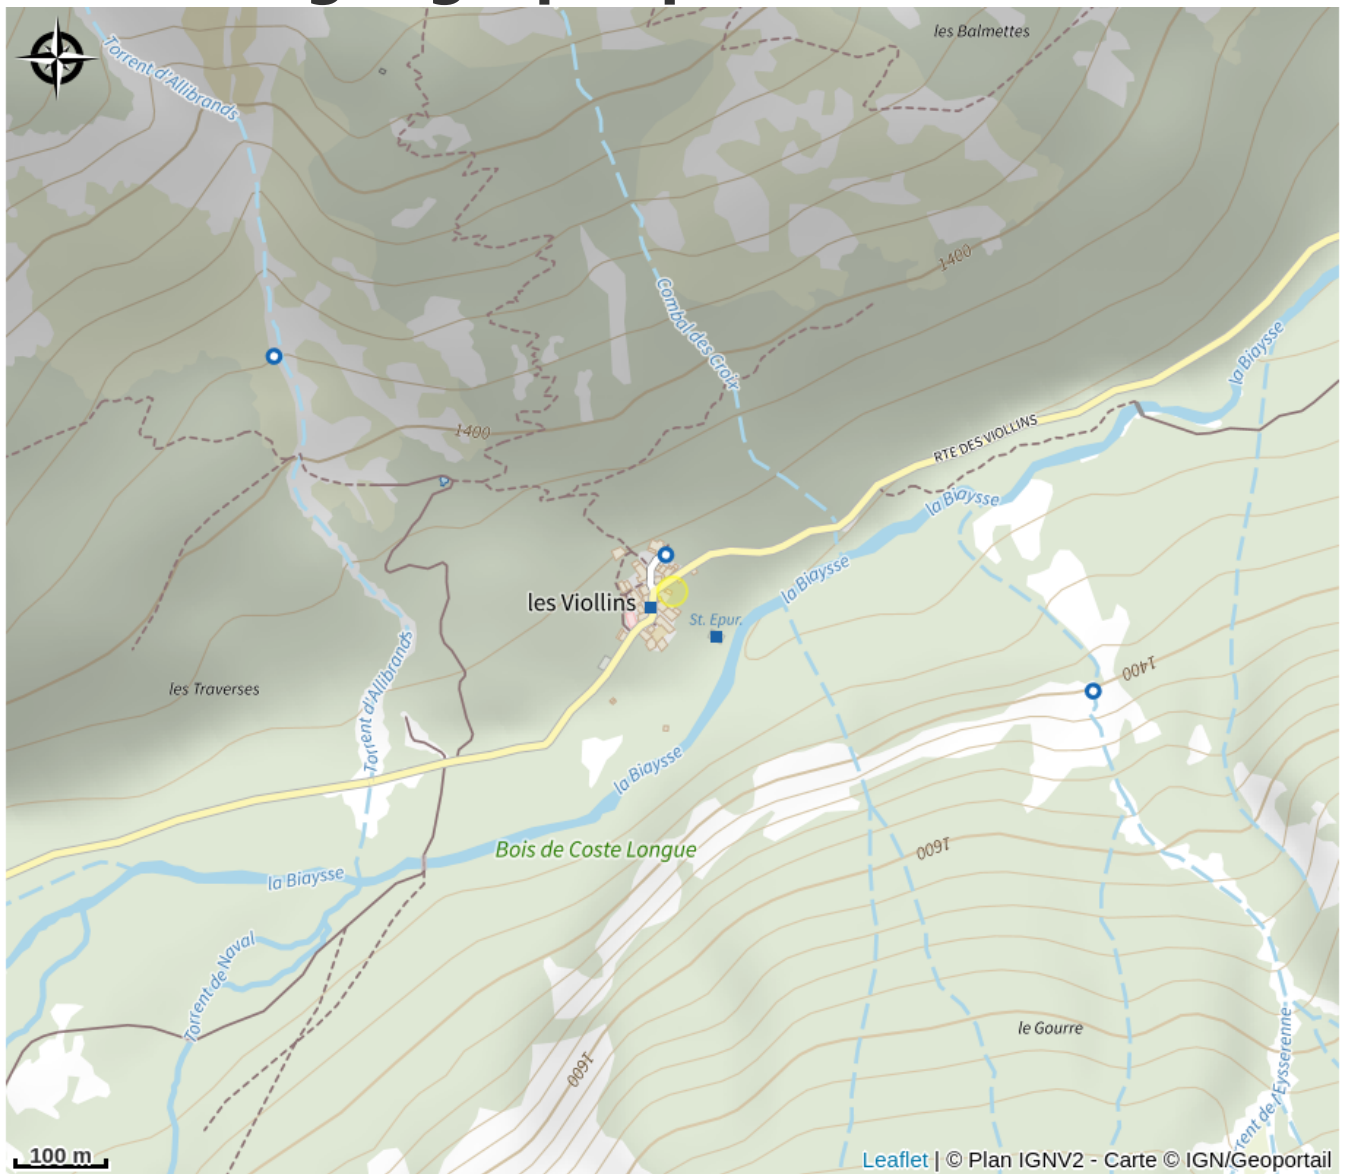 les Balmettes
Torrent d'Allibrands
1400
Combal des Croix
la Biaysse
1400
RTE DES VIOLLINS
la Biaysse
la Biaysse
les Viollins
St. Epur.
Torrent d'Allibrands
1400
les Traverses
la Biaysse
Bois de Coste Longue
1600
la Biaysse
Torrent de Naval
le Gourre
1600
rrent de l'Eysserenne
100 m
Leaflet | © Plan IGNV2 - Carte © IGN/Geoportail